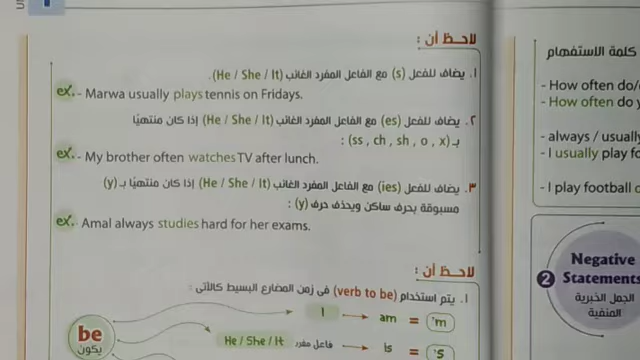 لاحظ أن :
١. يضاف للفعل (s) مع الفاعل المفرد الغائب (He / She / It).
ex. - Marwa usually plays tennis on Fridays.
٢. يضاف للفعل (es) مع الفاعل المفرد الغائب (He / She / It) إذا كان منتهيًا
بـ (ss , ch , sh , o , x) :
ex. - My brother often watches TV after lunch.
٣. يضاف للفعل (ies) مع الفاعل المفرد الغائب (He / She / It) إذا كان منتهيًا بـ (y)
مسبوقة بحرف ساكن ويحذف حرف (y) :
ex. - Amal always studies hard for her exams.
لاحظ أن :
١. يتم استخدام (verb to be) فى زمن المضارع البسيط كالآتى :
I am = 'm
be
يكون
He / She / It فاعل مفرد is = 's
كلمة الاستفهام
- How often do/
- How often do y
- always / usually
- I usually play fo
- I play football
2 Negative
Statements
الجمل الخبرية
المنفية